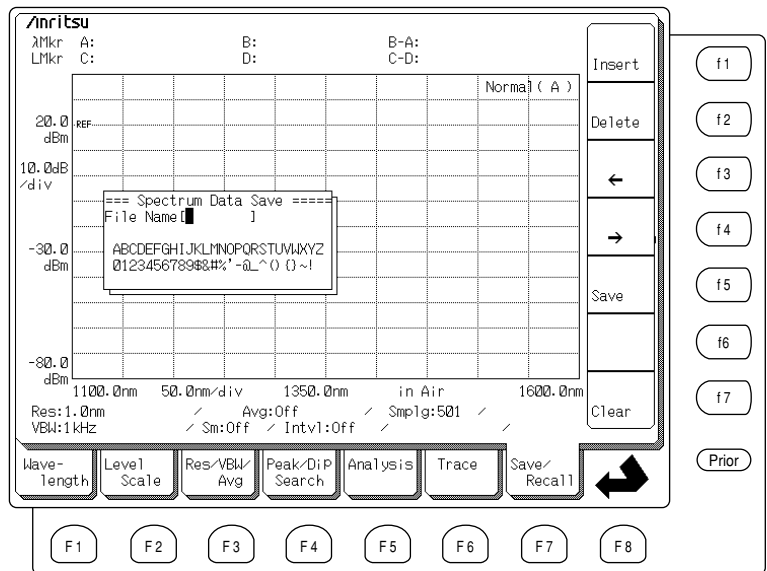 Anritsu
λMkr A: B: B-A:
LMkr C: D: C-D:
Normal ( A )
20.0 REF
dBm
10.0dB
/div
=== Spectrum Data Save =====
File Name[ ]
ABCDEFGHIJKLMNOPQRSTUVWXYZ
0123456789$&#%'-@_^(){}~!
-30.0
dBm
-80.0
dBm
1100.0nm 50.0nm/div 1350.0nm in Air 1600.0nm
Res:1.0nm / Avg:Off / Smplg:501 /
VBW:1kHz / Sm:Off / Intvl:Off / /
Insert
Delete
←
→
Save
Clear
f1
f2
f3
f4
f5
f6
f7
Prior
Wave-
length
Level
Scale
Res/VBW/
Avg
Peak/Dip
Search
Analysis
Trace
Save/
Recall
F1 F2 F3 F4 F5 F6 F7 F8